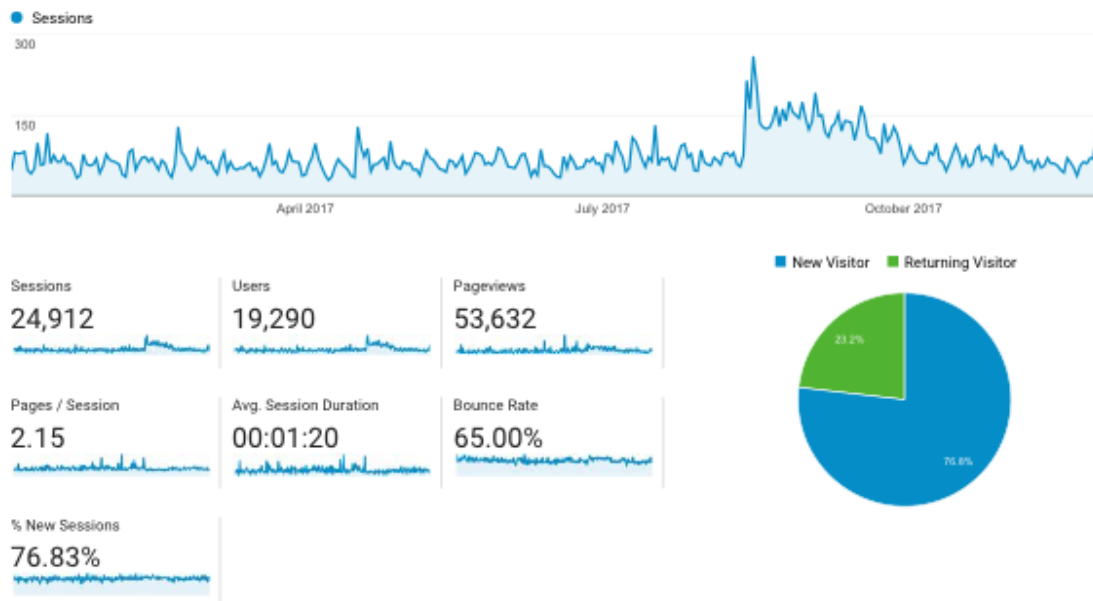 Sessions
300
150
April 2017
July 2017
October 2017
New Visitor
Returning Visitor
Sessions
24,912
Users
19,290
Pageviews
53,632
Pages / Session
2.15
Avg. Session Duration
00:01:20
Bounce Rate
65.00%
% New Sessions
76.83%
23.2%
76.8%